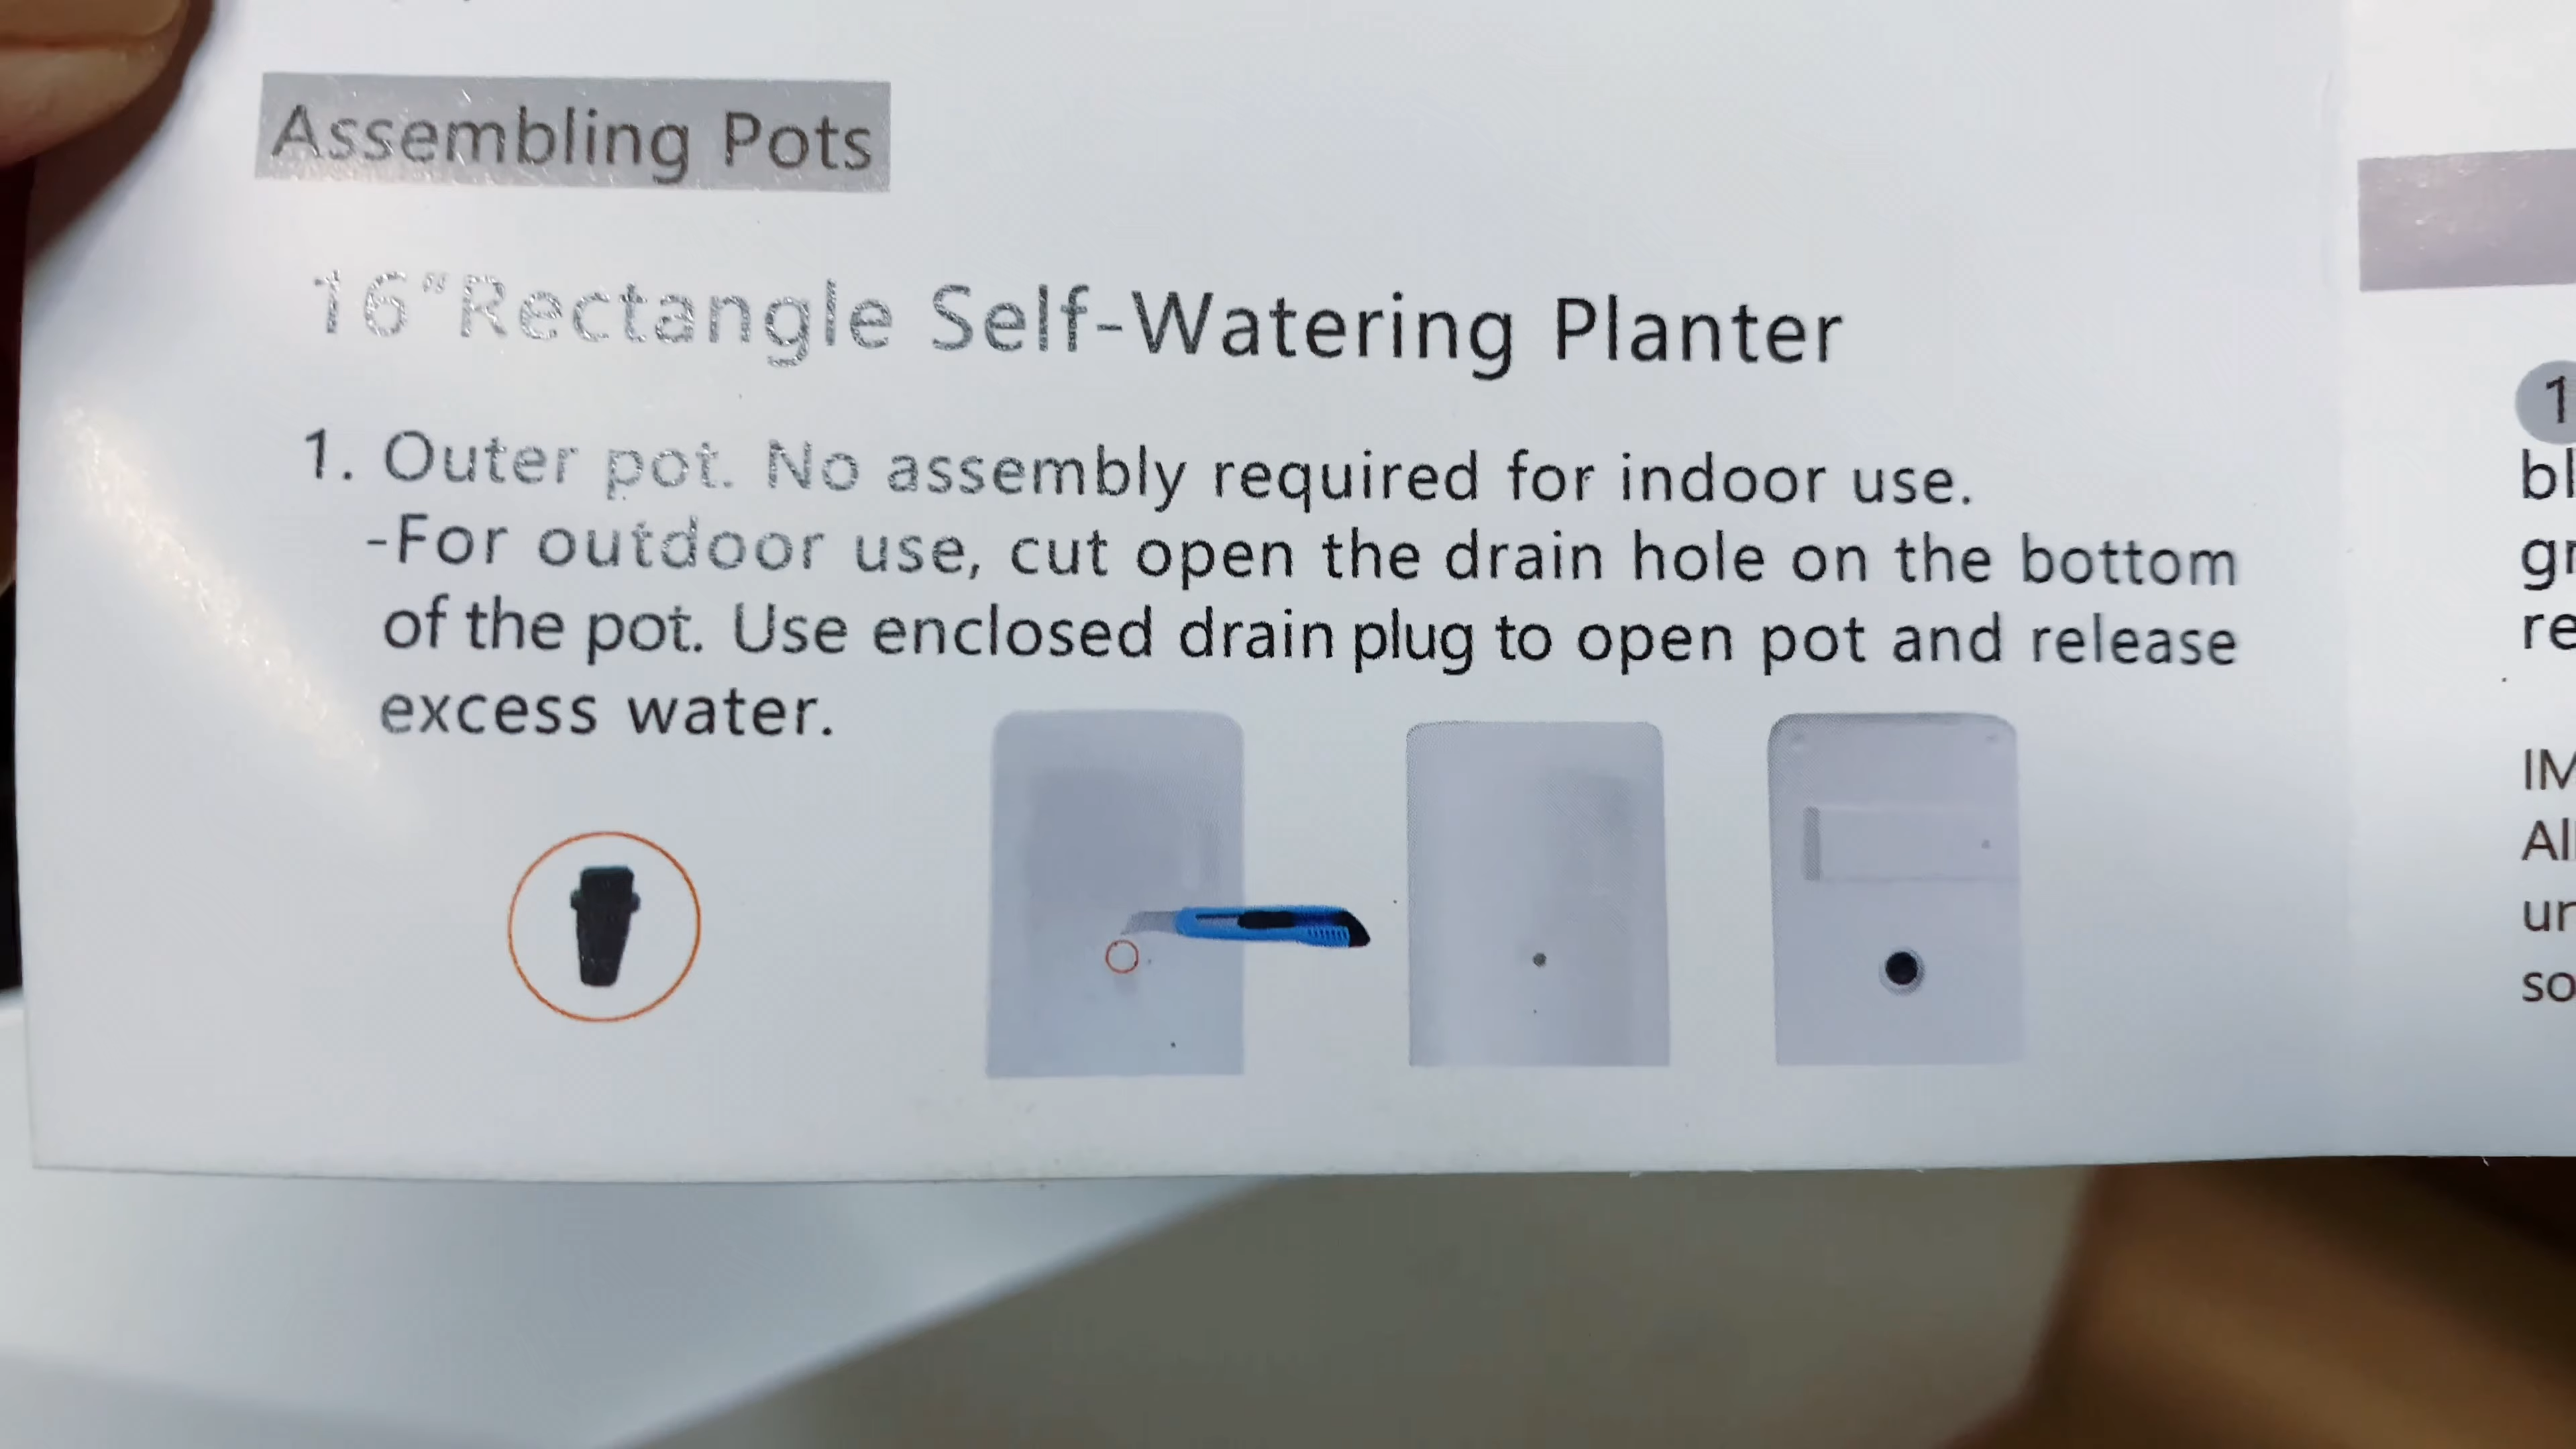 Assembling Pots
16"Rectangle Self-Watering Planter
1. Outer pot. No assembly required for indoor use.
-For outdoor use, cut open the drain hole on the bottom
of the pot. Use enclosed drain plug to open pot and release
excess water.
1